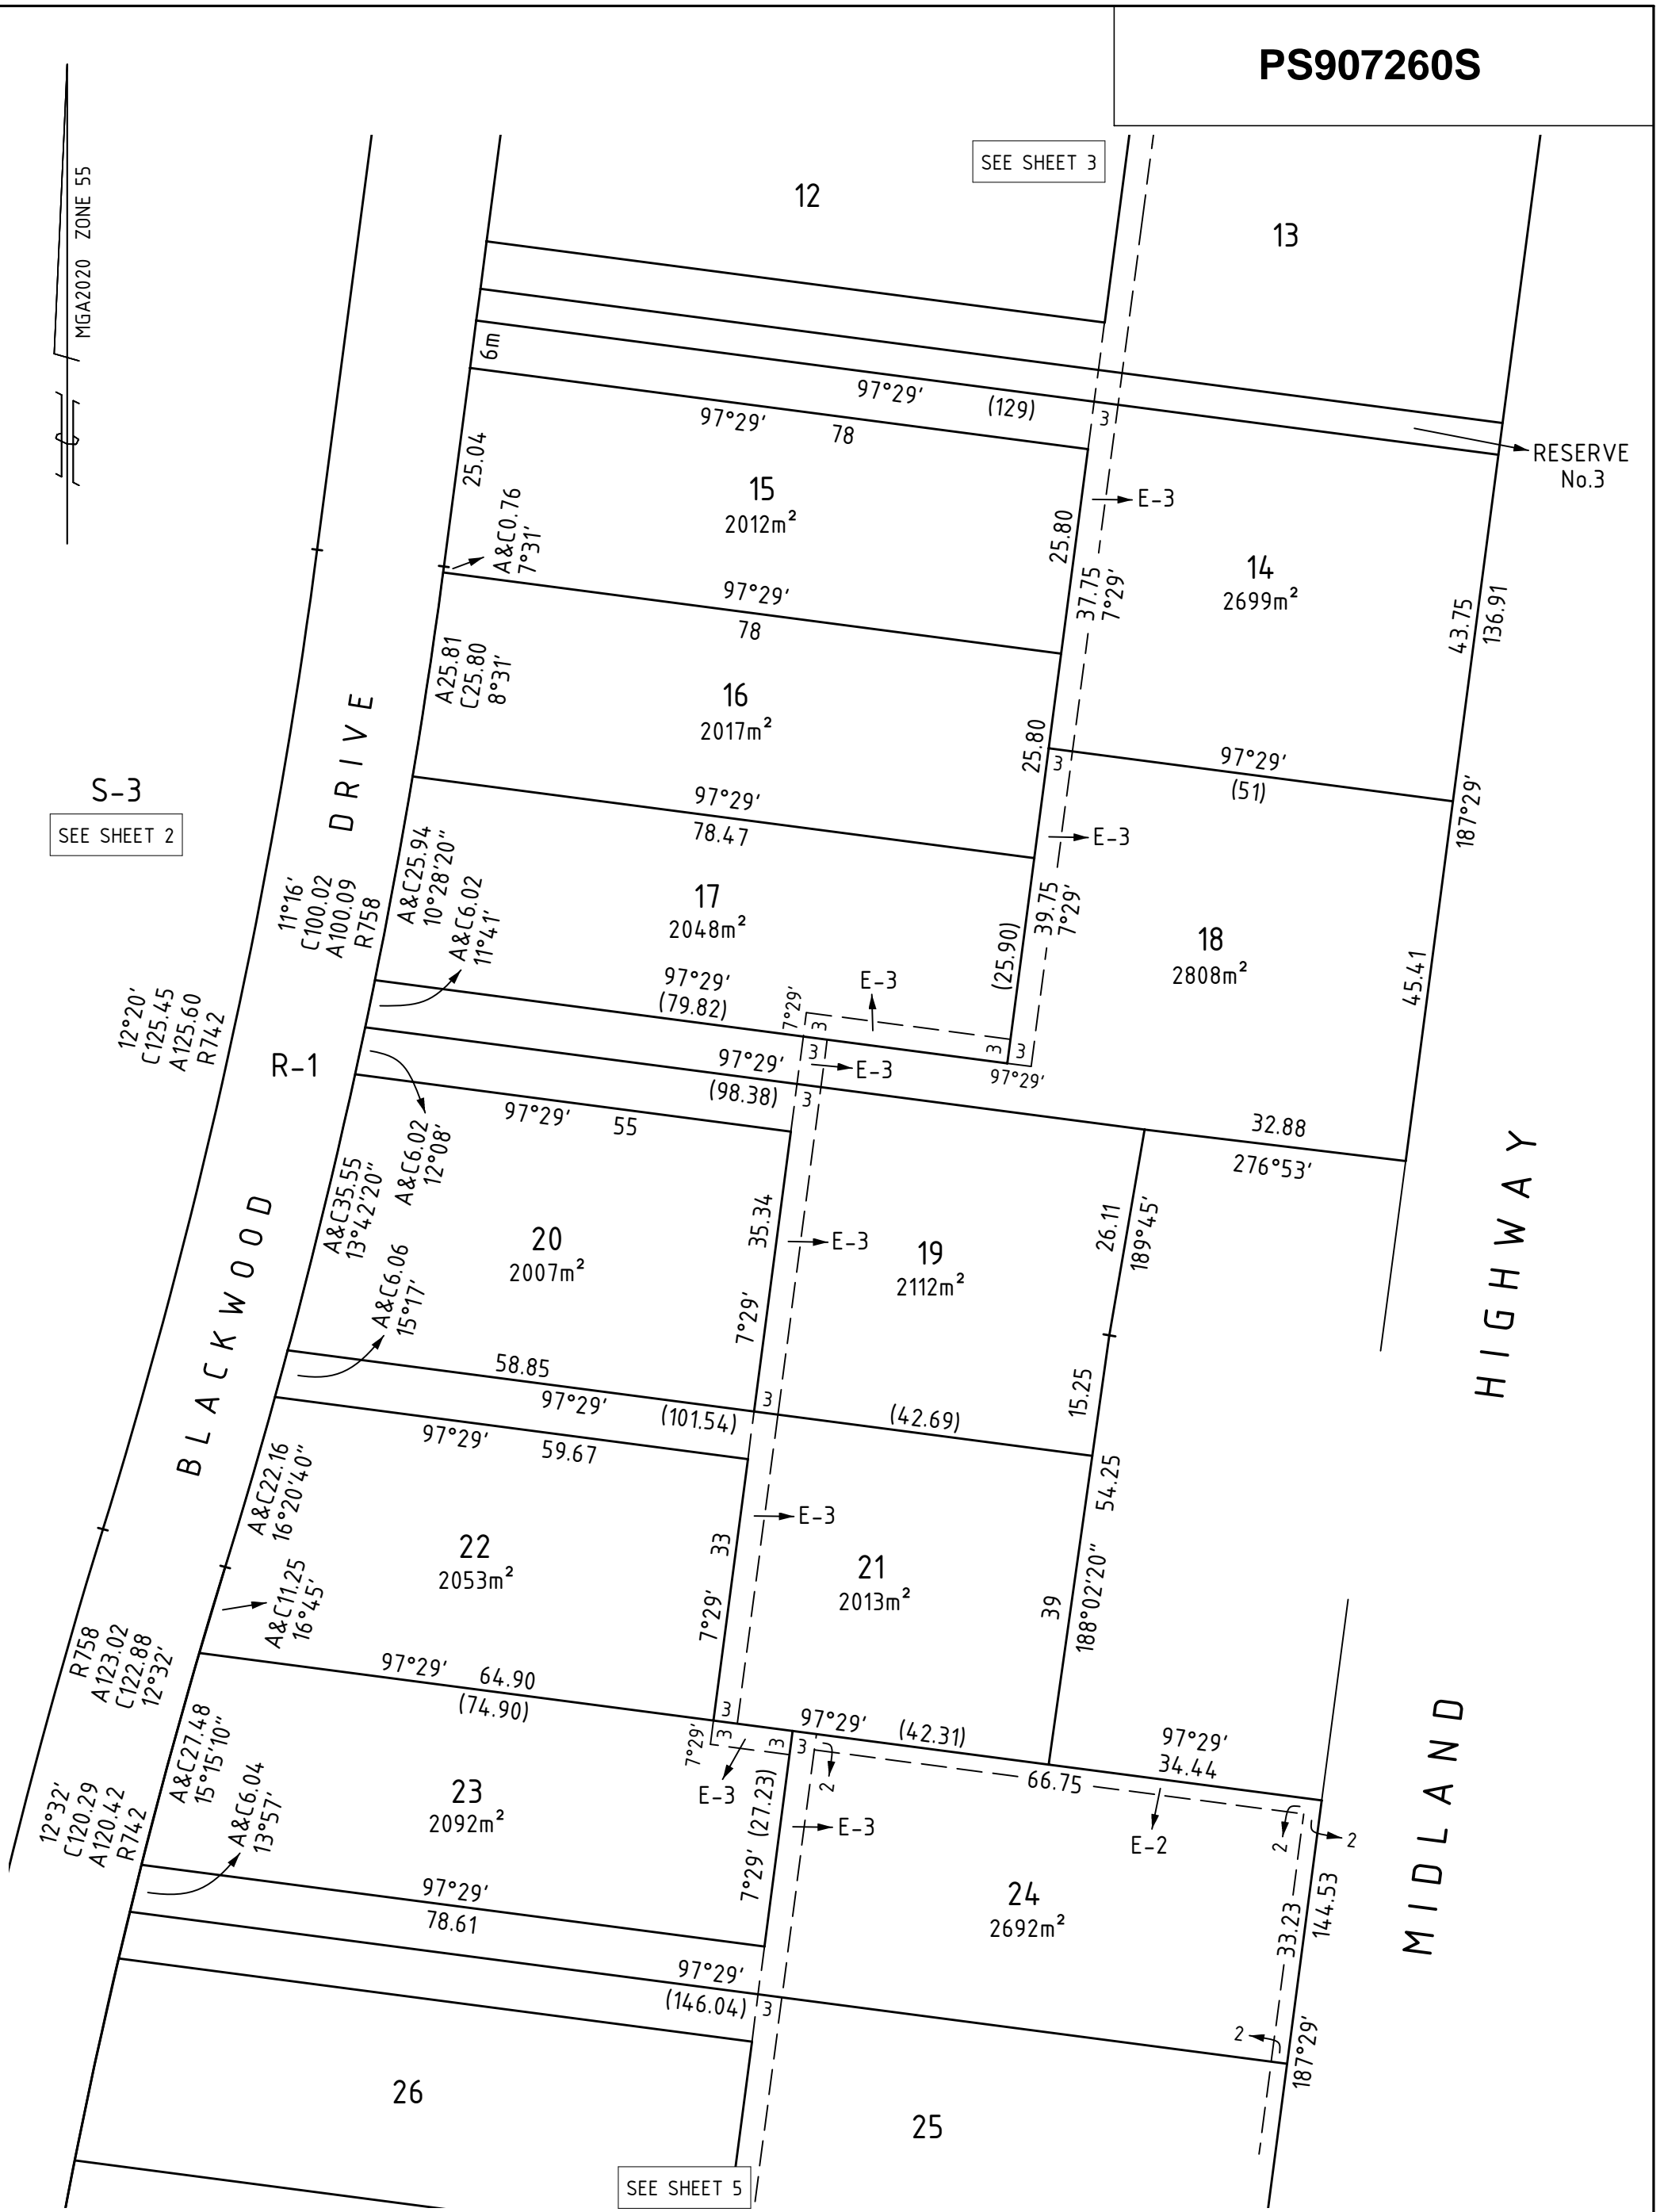 PS907260S
MGA2020 ZONE 55
SEE SHEET 3
12
13
6m
97°29'
(129)
3
97°29'
78
RESERVE
No.3
25.04
15
2012m²
E-3
A&C0.76
7°31'
25.80
37.75
7°29'
14
2699m²
43.75
136.91
97°29'
78
A25.81
C25.80
8°31'
16
2017m²
25.80
3
97°29'
(51)
187°29'
S-3
SEE SHEET 2
DRIVE
97°29'
78.47
E-3
11°16'
C100.02
A100.09
R758
A&C25.94
10°28'20"
A&C6.02
11°41'
17
2048m²
(25.90)
39.75
7°29'
18
2808m²
45.41
97°29'
(79.82)
E-3
7°29'
3
3
3
3
97°29'
12°20'
C125.45
A125.60
R742
R-1
97°29'
(98.38)
E-3
3
97°29'
55
32.88
276°53'
A&C6.02
12°08'
A&C35.55
13°42'20"
35.34
7°29'
E-3
26.11
189°45'
20
2007m²
19
2112m²
HIGHWAY
BLACKWOOD
A&C6.06
15°17'
58.85
97°29'
(101.54)
3
(42.69)
15.25
54.25
97°29'
59.67
A&C22.16
16°20'40"
22
2053m²
33
7°29'
E-3
21
2013m²
39
188°02'20"
A&C11.25
16°45'
R758
A123.02
C122.88
12°32'
97°29'
64.90
(74.90)
3
97°29'
(42.31)
97°29'
34.44
7°29'
3
3
3
2
66.75
A&C27.48
15°15'10"
E-3
23
2092m²
7°29'
(27.23)
E-3
E-2
2
2
MIDLAND
12°32'
C120.29
A120.42
R742
A&C6.04
13°57'
24
2692m²
33.23
144.53
97°29'
78.61
97°29'
(146.04)
3
2
187°29'
26
25
SEE SHEET 5